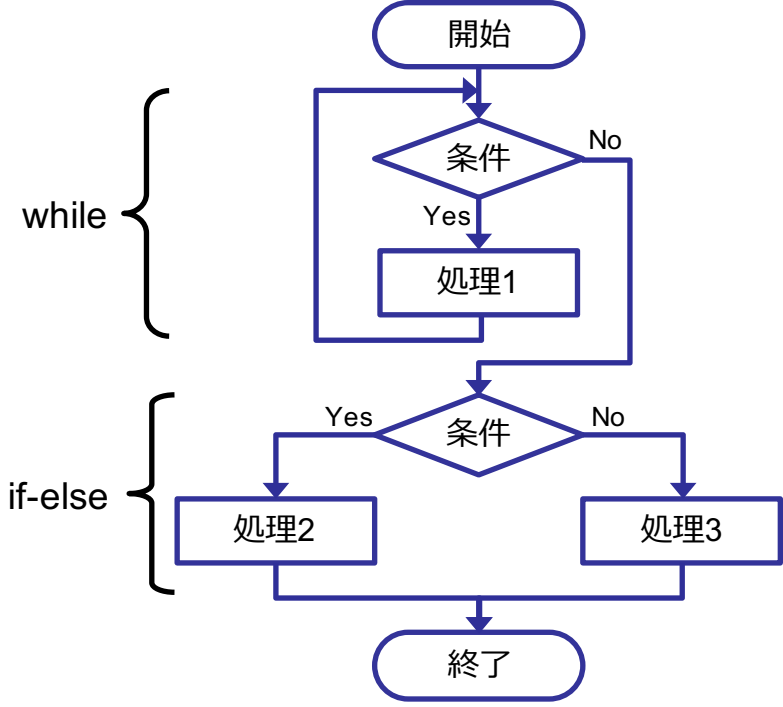 開始
条件
No
Yes
while
処理1
条件
Yes
No
if-else
処理2
処理3
終了